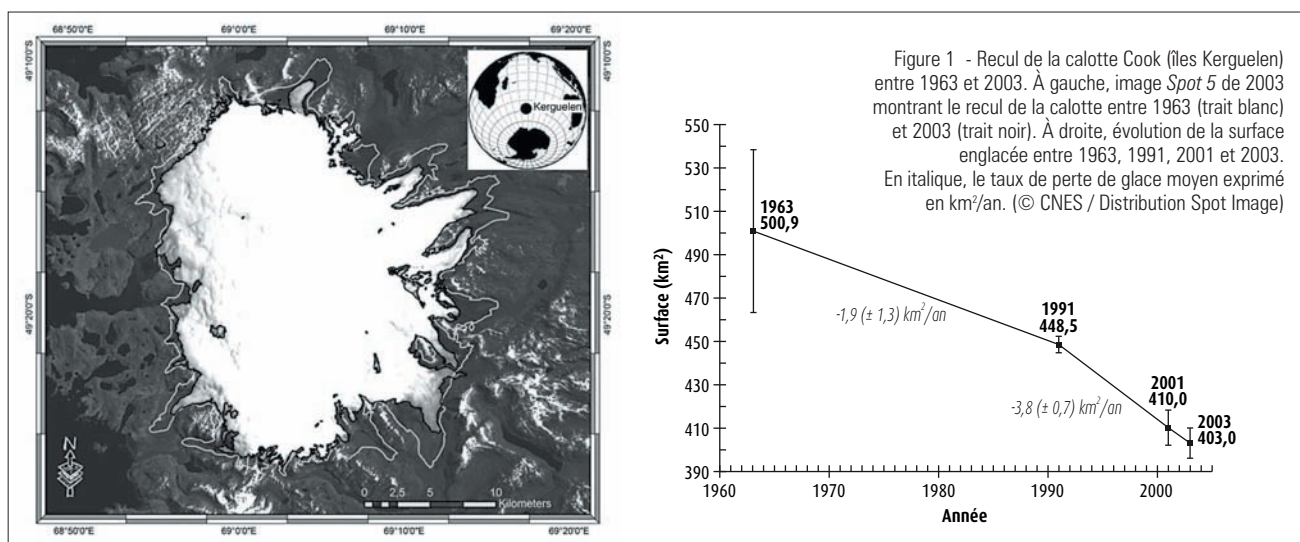 68°50'0"E
69°0'0"E
69°10'0"E
69°20'0"E
49°10'0"S
49°10'0"S
Kerguelen
49°20'0"S
49°20'0"S
N
0 2,5 5 10
Kilometers
68°50'0"E
69°0'0"E
69°10'0"E
69°20'0"E
Figure 1 - Recul de la calotte Cook (îles Kerguelen)
entre 1963 et 2003. À gauche, image Spot 5 de 2003
montrant le recul de la calotte entre 1963 (trait blanc)
et 2003 (trait noir). À droite, évolution de la surface
englacée entre 1963, 1991, 2001 et 2003.
En italique, le taux de perte de glace moyen exprimé
en km²/an. (© CNES / Distribution Spot Image)
Surface (km²)
550
530
510
490
470
450
430
410
390
1963
500,9
-1,9 (± 1,3) km²/an
1991
448,5
-3,8 (± 0,7) km²/an
2001
410,0
2003
403,0
1960
1970
1980
1990
2000
Année